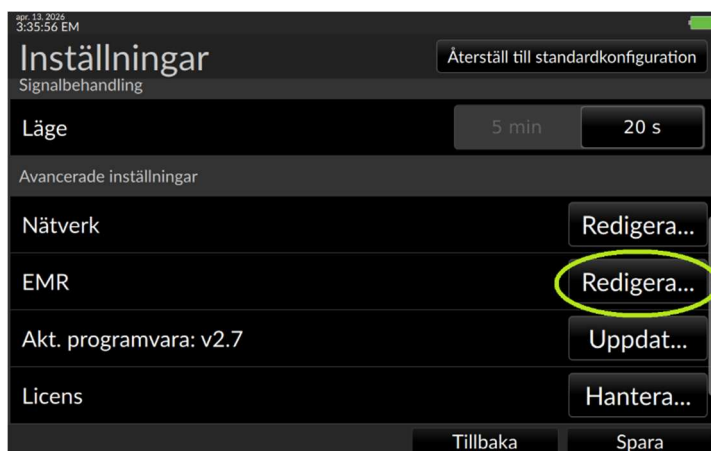 apr. 13. 2026
3:35:56 EM
Inställningar
Återställ till standardkonfiguration
Signalbehandling
Läge
5 min
20 s
Avancerade inställningar
Nätverk
Redigera...
EMR
Redigera...
Akt. programvara: v2.7
Uppdat...
Licens
Hantera...
Tillbaka
Spara